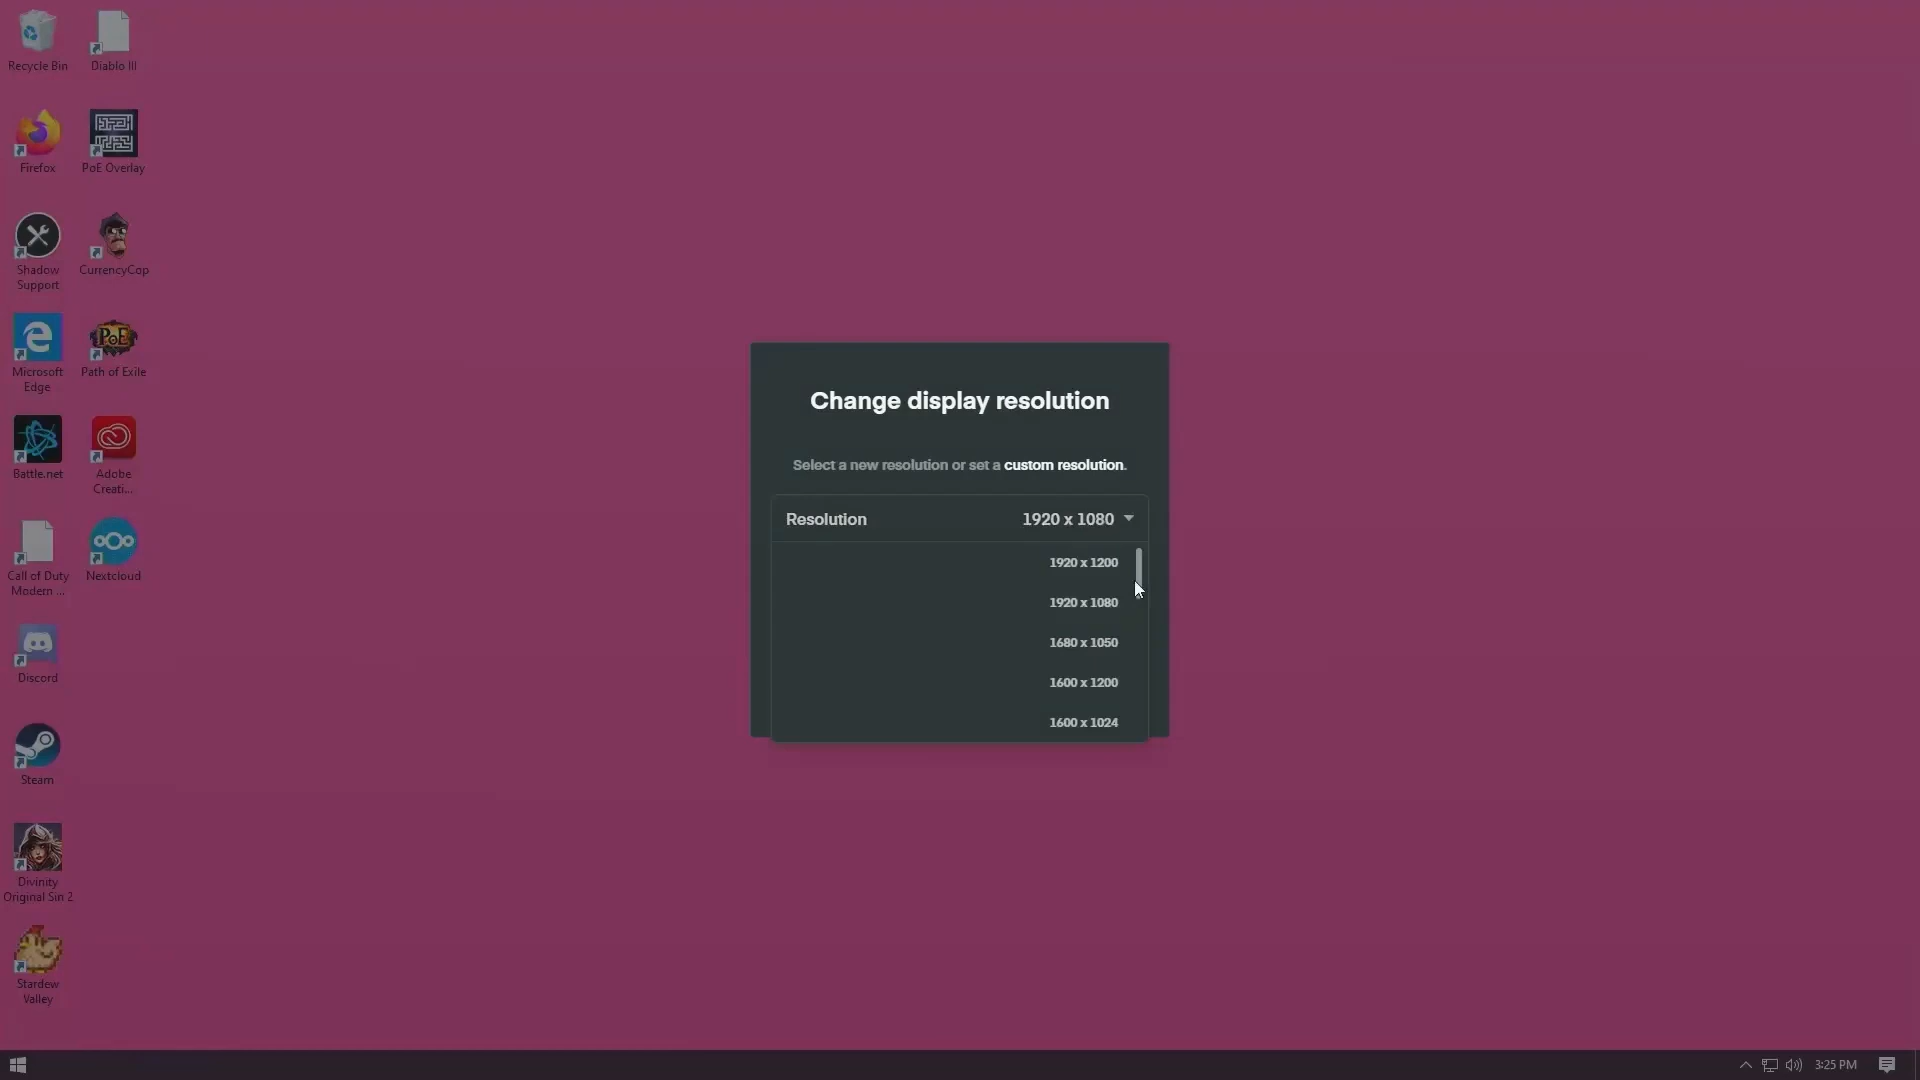 Recycle Bin
Diablo III
Firefox
PoE Overlay
Shadow
Support
CurrencyCop
Microsoft
Edge
Path of Exile
Battle.net
Adobe
Creati...
Call of Duty
Modern ...
Nextcloud
Discord
Steam
Divinity
Original Sin 2
Stardew
Valley
PoE
Change display resolution
Select a new resolution or set a custom resolution.
Resolution 1920 x 1080
1920 x 1200
1920 x 1080
1680 x 1050
1600 x 1200
1600 x 1024
3:25 PM